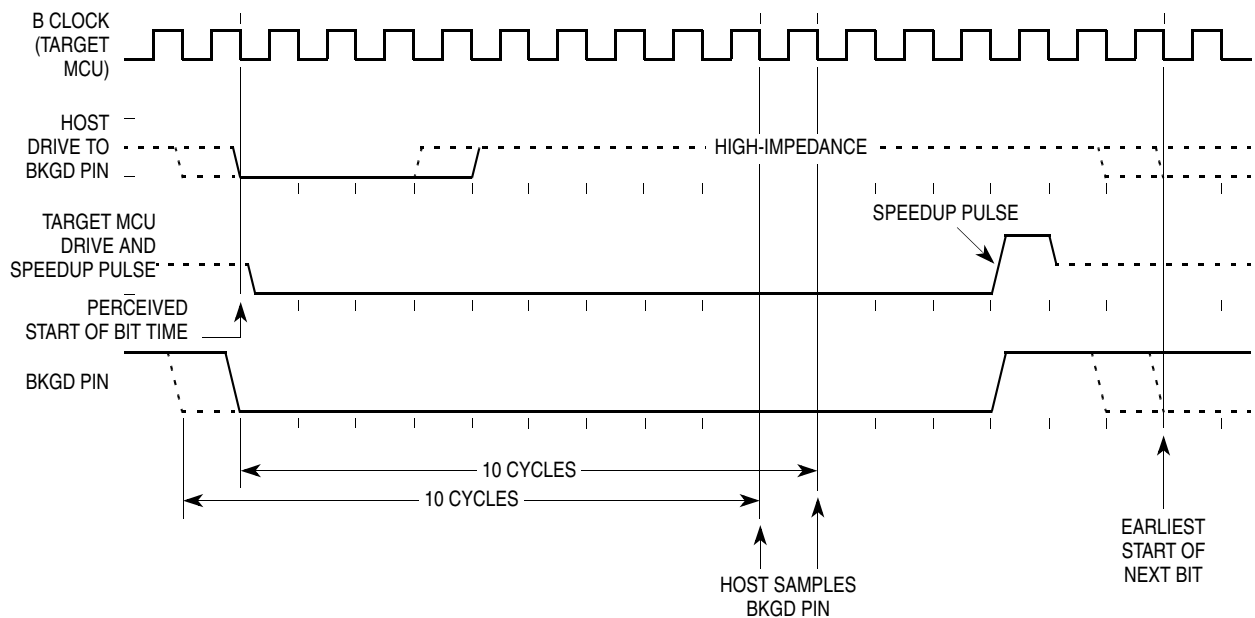 B CLOCK
(TARGET
MCU)
HOST
DRIVE TO
BKGD PIN
HIGH-IMPEDANCE
TARGET MCU
DRIVE AND
SPEEDUP PULSE
SPEEDUP PULSE
PERCEIVED
START OF BIT TIME
BKGD PIN
10 CYCLES
10 CYCLES
HOST SAMPLES
BKGD PIN
EARLIEST
START OF
NEXT BIT